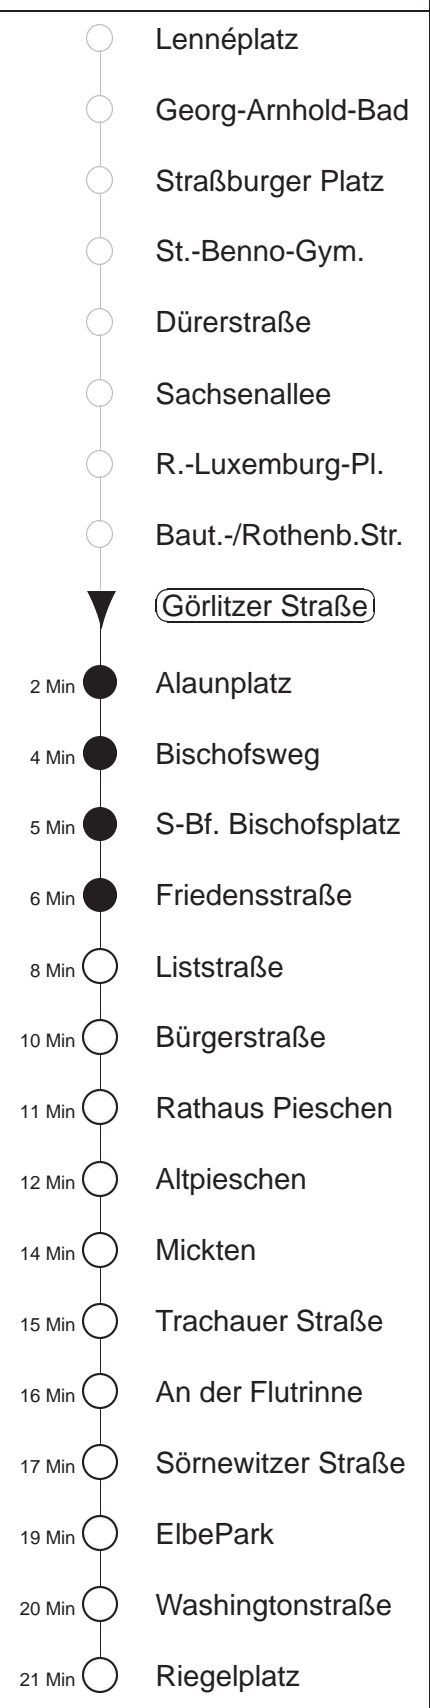 Lennéplatz
Georg-Arnhold-Bad
Straßburger Platz
St.-Benno-Gym.
Dürerstraße
Sachsenallee
R.-Luxemburg-Pl.
Baut.-/Rothenb.Str.
Görlitzer Straße
2 Min Alaunplatz
4 Min Bischofsweg
5 Min S-Bf. Bischofsplatz
6 Min Friedensstraße
8 Min Liststraße
10 Min Bürgerstraße
11 Min Rathaus Pieschen
12 Min Altpieschen
14 Min Mickten
15 Min Trachauer Straße
16 Min An der Flutrinne
17 Min Sörnewitzer Straße
19 Min ElbePark
20 Min Washingtonstraße
21 Min Riegelplatz